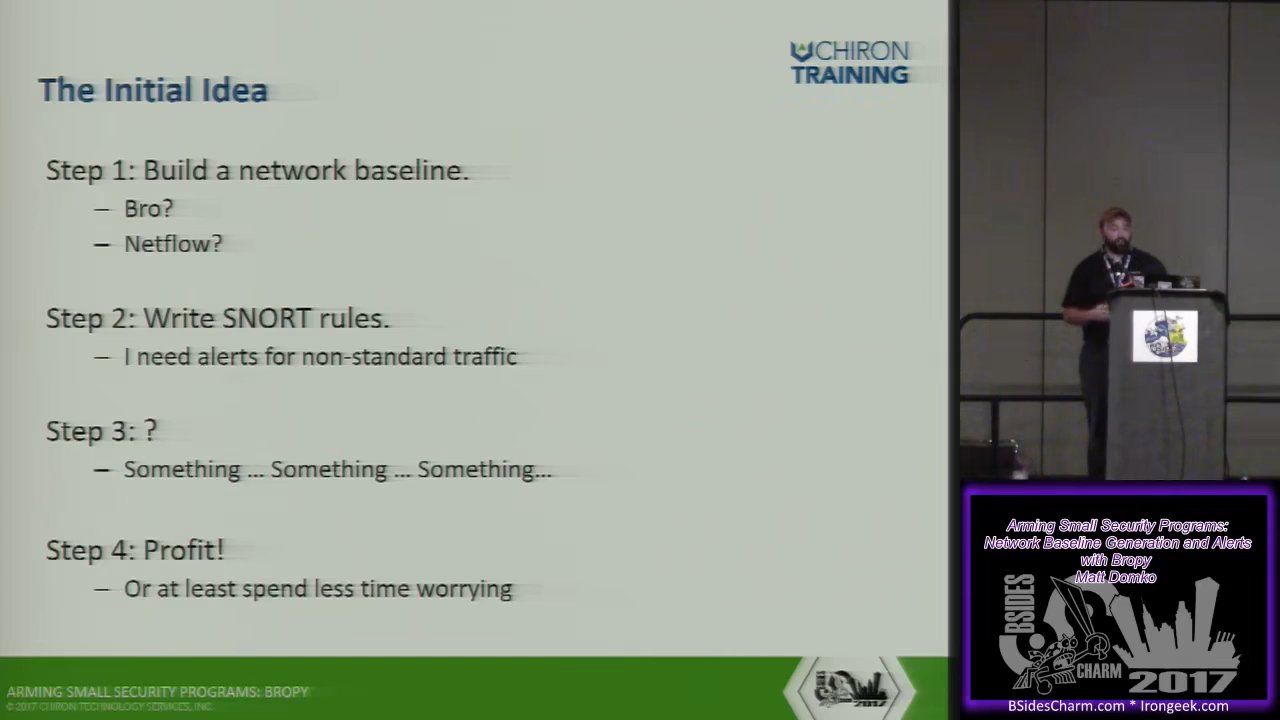 CHIRON
TRAINING
The Initial Idea
Step 1: Build a network baseline.
– Bro?
– Netflow?
Step 2: Write SNORT rules.
– I need alerts for non-standard traffic
Step 3: ?
– Something ... Something ... Something...
Step 4: Profit!
– Or at least spend less time worrying
ARMING SMALL SECURITY PROGRAMS: BROPY
© 2017 CHIRON TECHNOLOGY SERVICES, INC.
2017
Arming Small Security Programs:
Network Baseline Generation and Alerts
with Bropy
Matt Domko
BSIDES
CHARM
2017
BSidesCharm.com * Irongeek.com